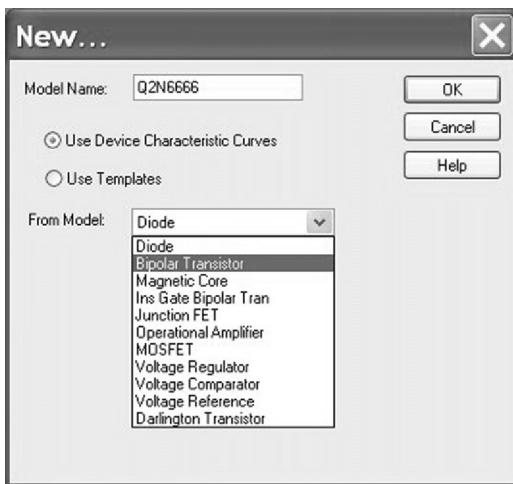 New...
Model Name: Q2N6666
OK
Cancel
Help
Use Device Characteristic Curves
Use Templates
From Model: Diode
Diode
Bipolar Transistor
Magnetic Core
Ins Gate Bipolar Tran
Junction FET
Operational Amplifier
MOSFET
Voltage Regulator
Voltage Comparator
Voltage Reference
Darlington Transistor